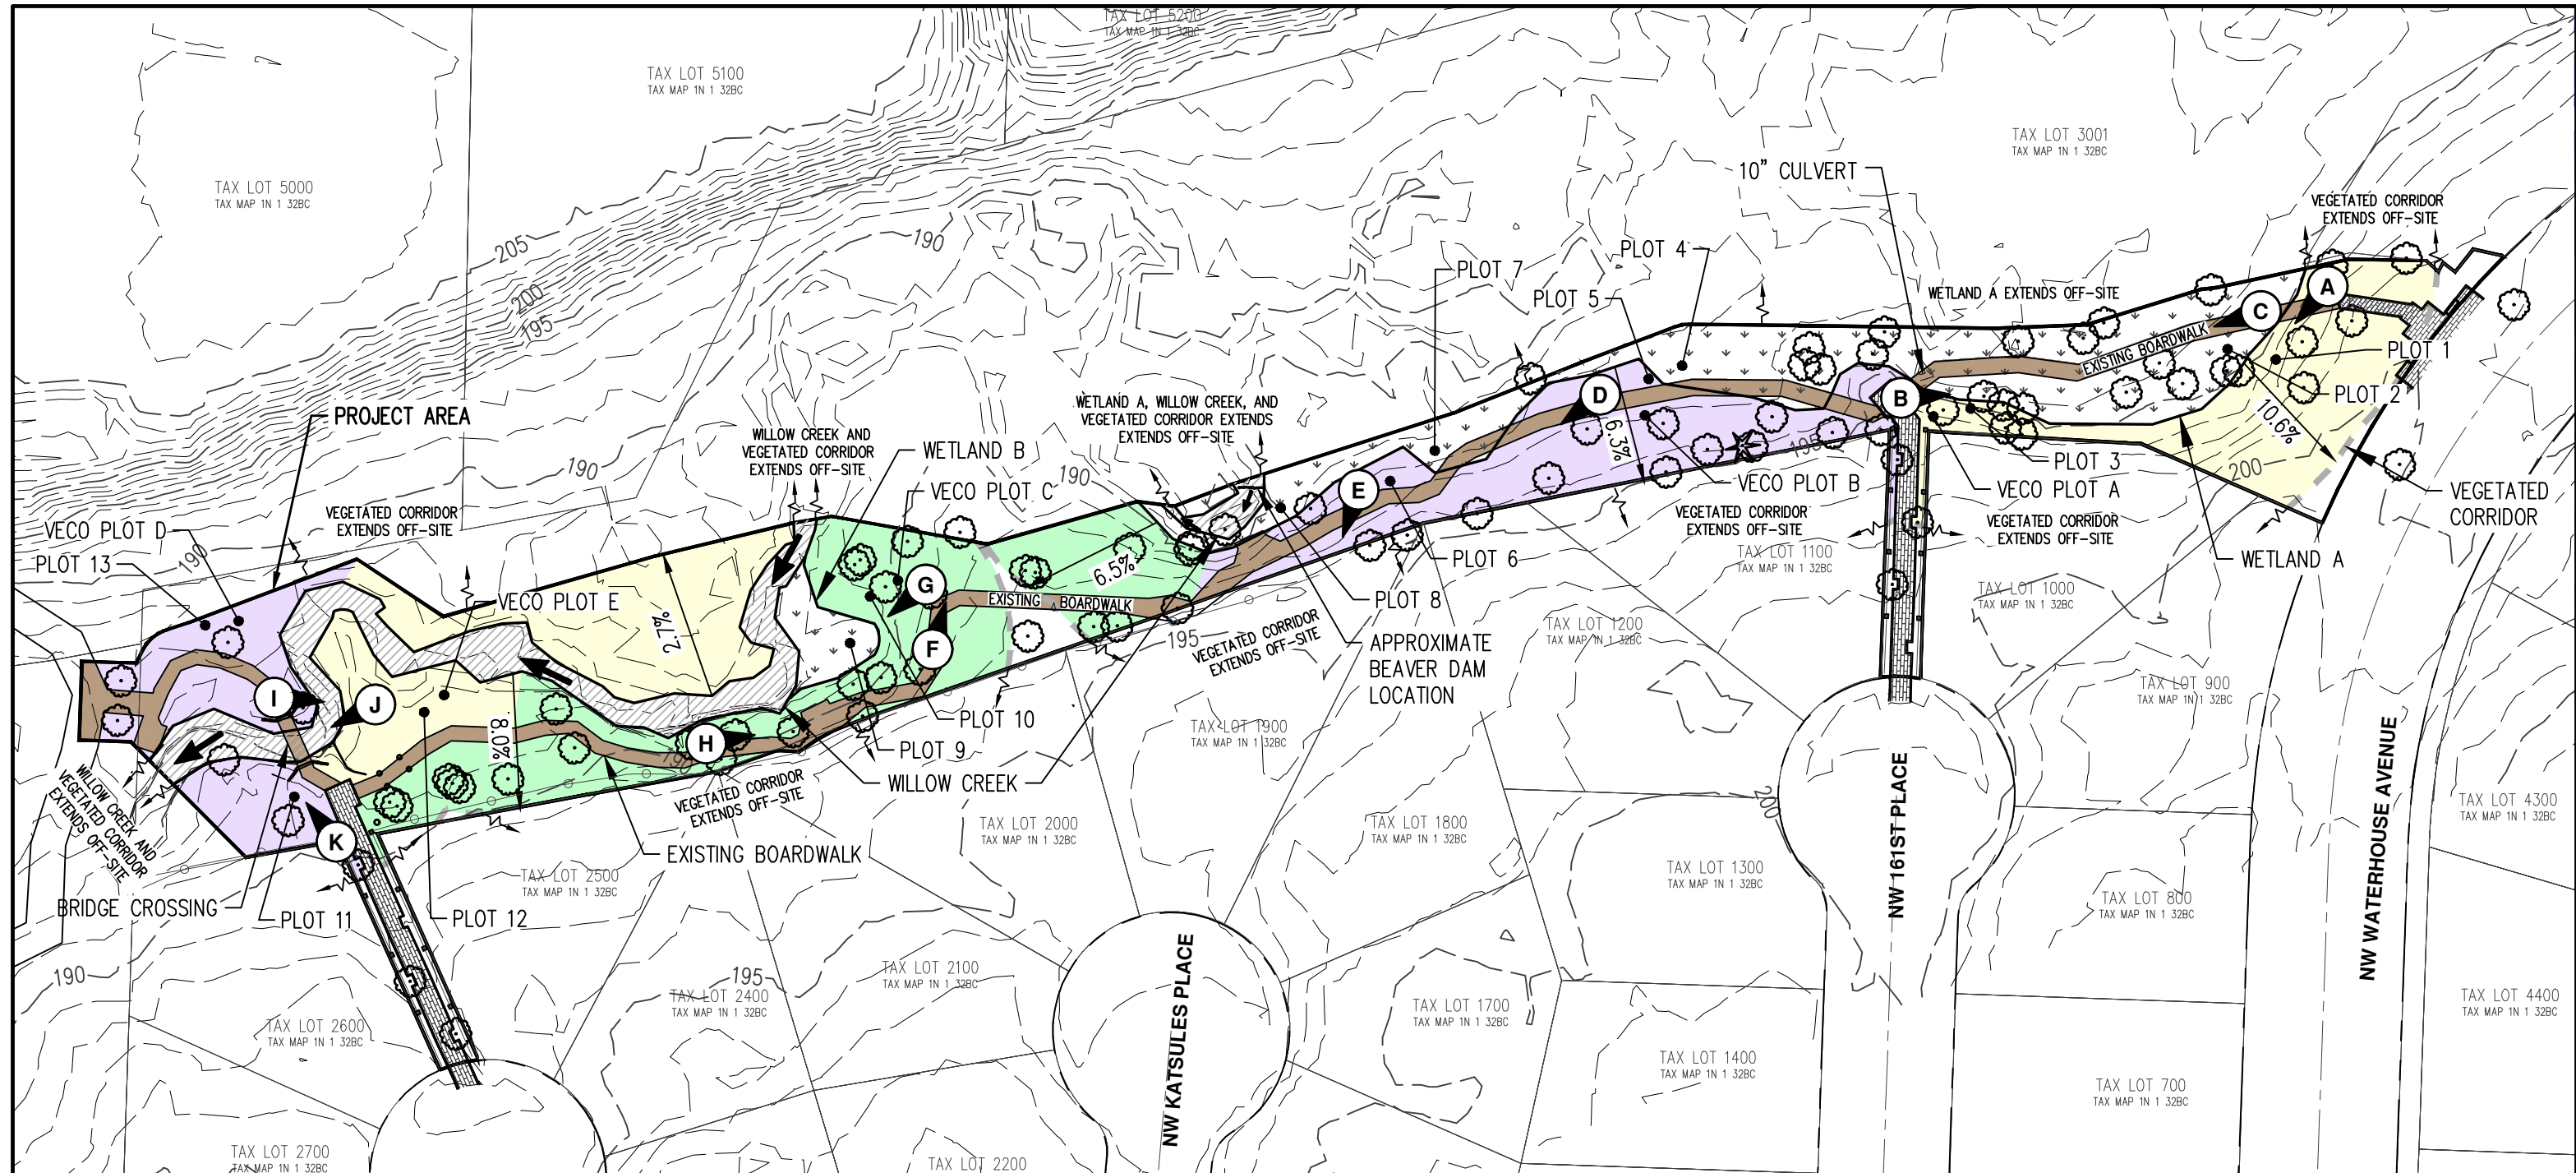 TAX LOT 5200
TAX MAP 1N 1 32BC
TAX LOT 5100
TAX MAP 1N 1 32BC
TAX LOT 5000
TAX MAP 1N 1 32BC
TAX LOT 3001
TAX MAP 1N 1 32BC
10" CULVERT
VEGETATED CORRIDOR
EXTENDS OFF-SITE
205
200
195
190
PLOT 4
PLOT 7
PLOT 5
WETLAND A EXTENDS OFF-SITE
A
C
EXISTING BOARDWALK
PLOT 1
PLOT 2
10.6%
PROJECT AREA
WETLAND A, WILLOW CREEK, AND
VEGETATED CORRIDOR EXTENDS
EXTENDS OFF-SITE
D
B
6.3%
195
WILLOW CREEK AND
VEGETATED CORRIDOR
EXTENDS OFF-SITE
WETLAND B
VECO PLOT C
190
190
E
VECO PLOT B
PLOT 3
VECO PLOT A
200
VEGETATED
CORRIDOR
VEGETATED CORRIDOR
EXTENDS OFF-SITE
VEGETATED CORRIDOR
EXTENDS OFF-SITE
VEGETATED CORRIDOR
EXTENDS OFF-SITE
VECO PLOT D
PLOT 13
190
PLOT 6
TAX LOT 1100
TAX MAP 1N 1 32BC
WETLAND A
6.5%
G
EXISTING BOARDWALK
VECO PLOT E
2.7%
PLOT 8
TAX LOT 1000
TAX MAP 1N 1 32BC
195
VEGETATED CORRIDOR
EXTENDS OFF-SITE
APPROXIMATE
BEAVER DAM
LOCATION
TAX LOT 1200
TAX MAP 1N 1 32BC
F
I
J
8.0%
H
190
PLOT 10
PLOT 9
WILLOW CREEK
TAX LOT 900
TAX MAP 1N 1 32BC
TAX LOT 1900
TAX MAP 1N 1 32BC
WILLOW CREEK AND
VEGETATED CORRIDOR
EXTENDS OFF-SITE
VEGETATED CORRIDOR
EXTENDS OFF-SITE
K
EXISTING BOARDWALK
TAX LOT 2000
TAX MAP 1N 1 32BC
TAX LOT 1800
TAX MAP 1N 1 32BC
200
NW 161ST PLACE
NW WATERHOUSE AVENUE
TAX LOT 4300
TAX MAP 1N 1 32BC
TAX LOT 2500
TAX MAP 1N 1 32BC
TAX LOT 1300
TAX MAP 1N 1 32BC
TAX LOT 800
TAX MAP 1N 1 32BC
BRIDGE CROSSING
PLOT 11
PLOT 12
190
195
TAX LOT 2100
TAX MAP 1N 1 32BC
TAX LOT 2400
TAX MAP 1N 1 32BC
NW KATSULES PLACE
TAX LOT 1700
TAX MAP 1N 1 32BC
TAX LOT 4400
TAX MAP 1N 1 32BC
TAX LOT 2600
TAX MAP 1N 1 32BC
TAX LOT 1400
TAX MAP 1N 1 32BC
TAX LOT 700
TAX MAP 1N 1 32BC
TAX LOT 2700
TAX MAP 1N 1 32BC
TAX LOT 2200